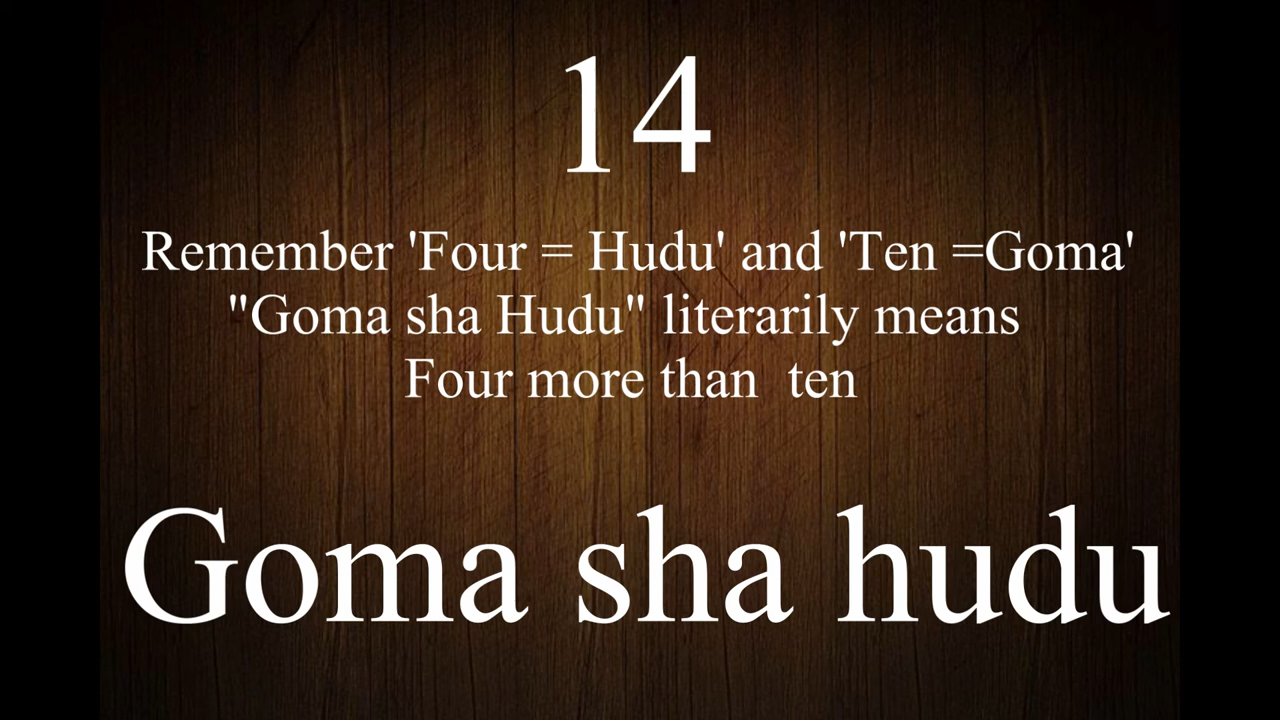 14
Remember 'Four = Hudu' and 'Ten =Goma'
"Goma sha Hudu" literarily means
Four more than  ten
Goma sha hudu